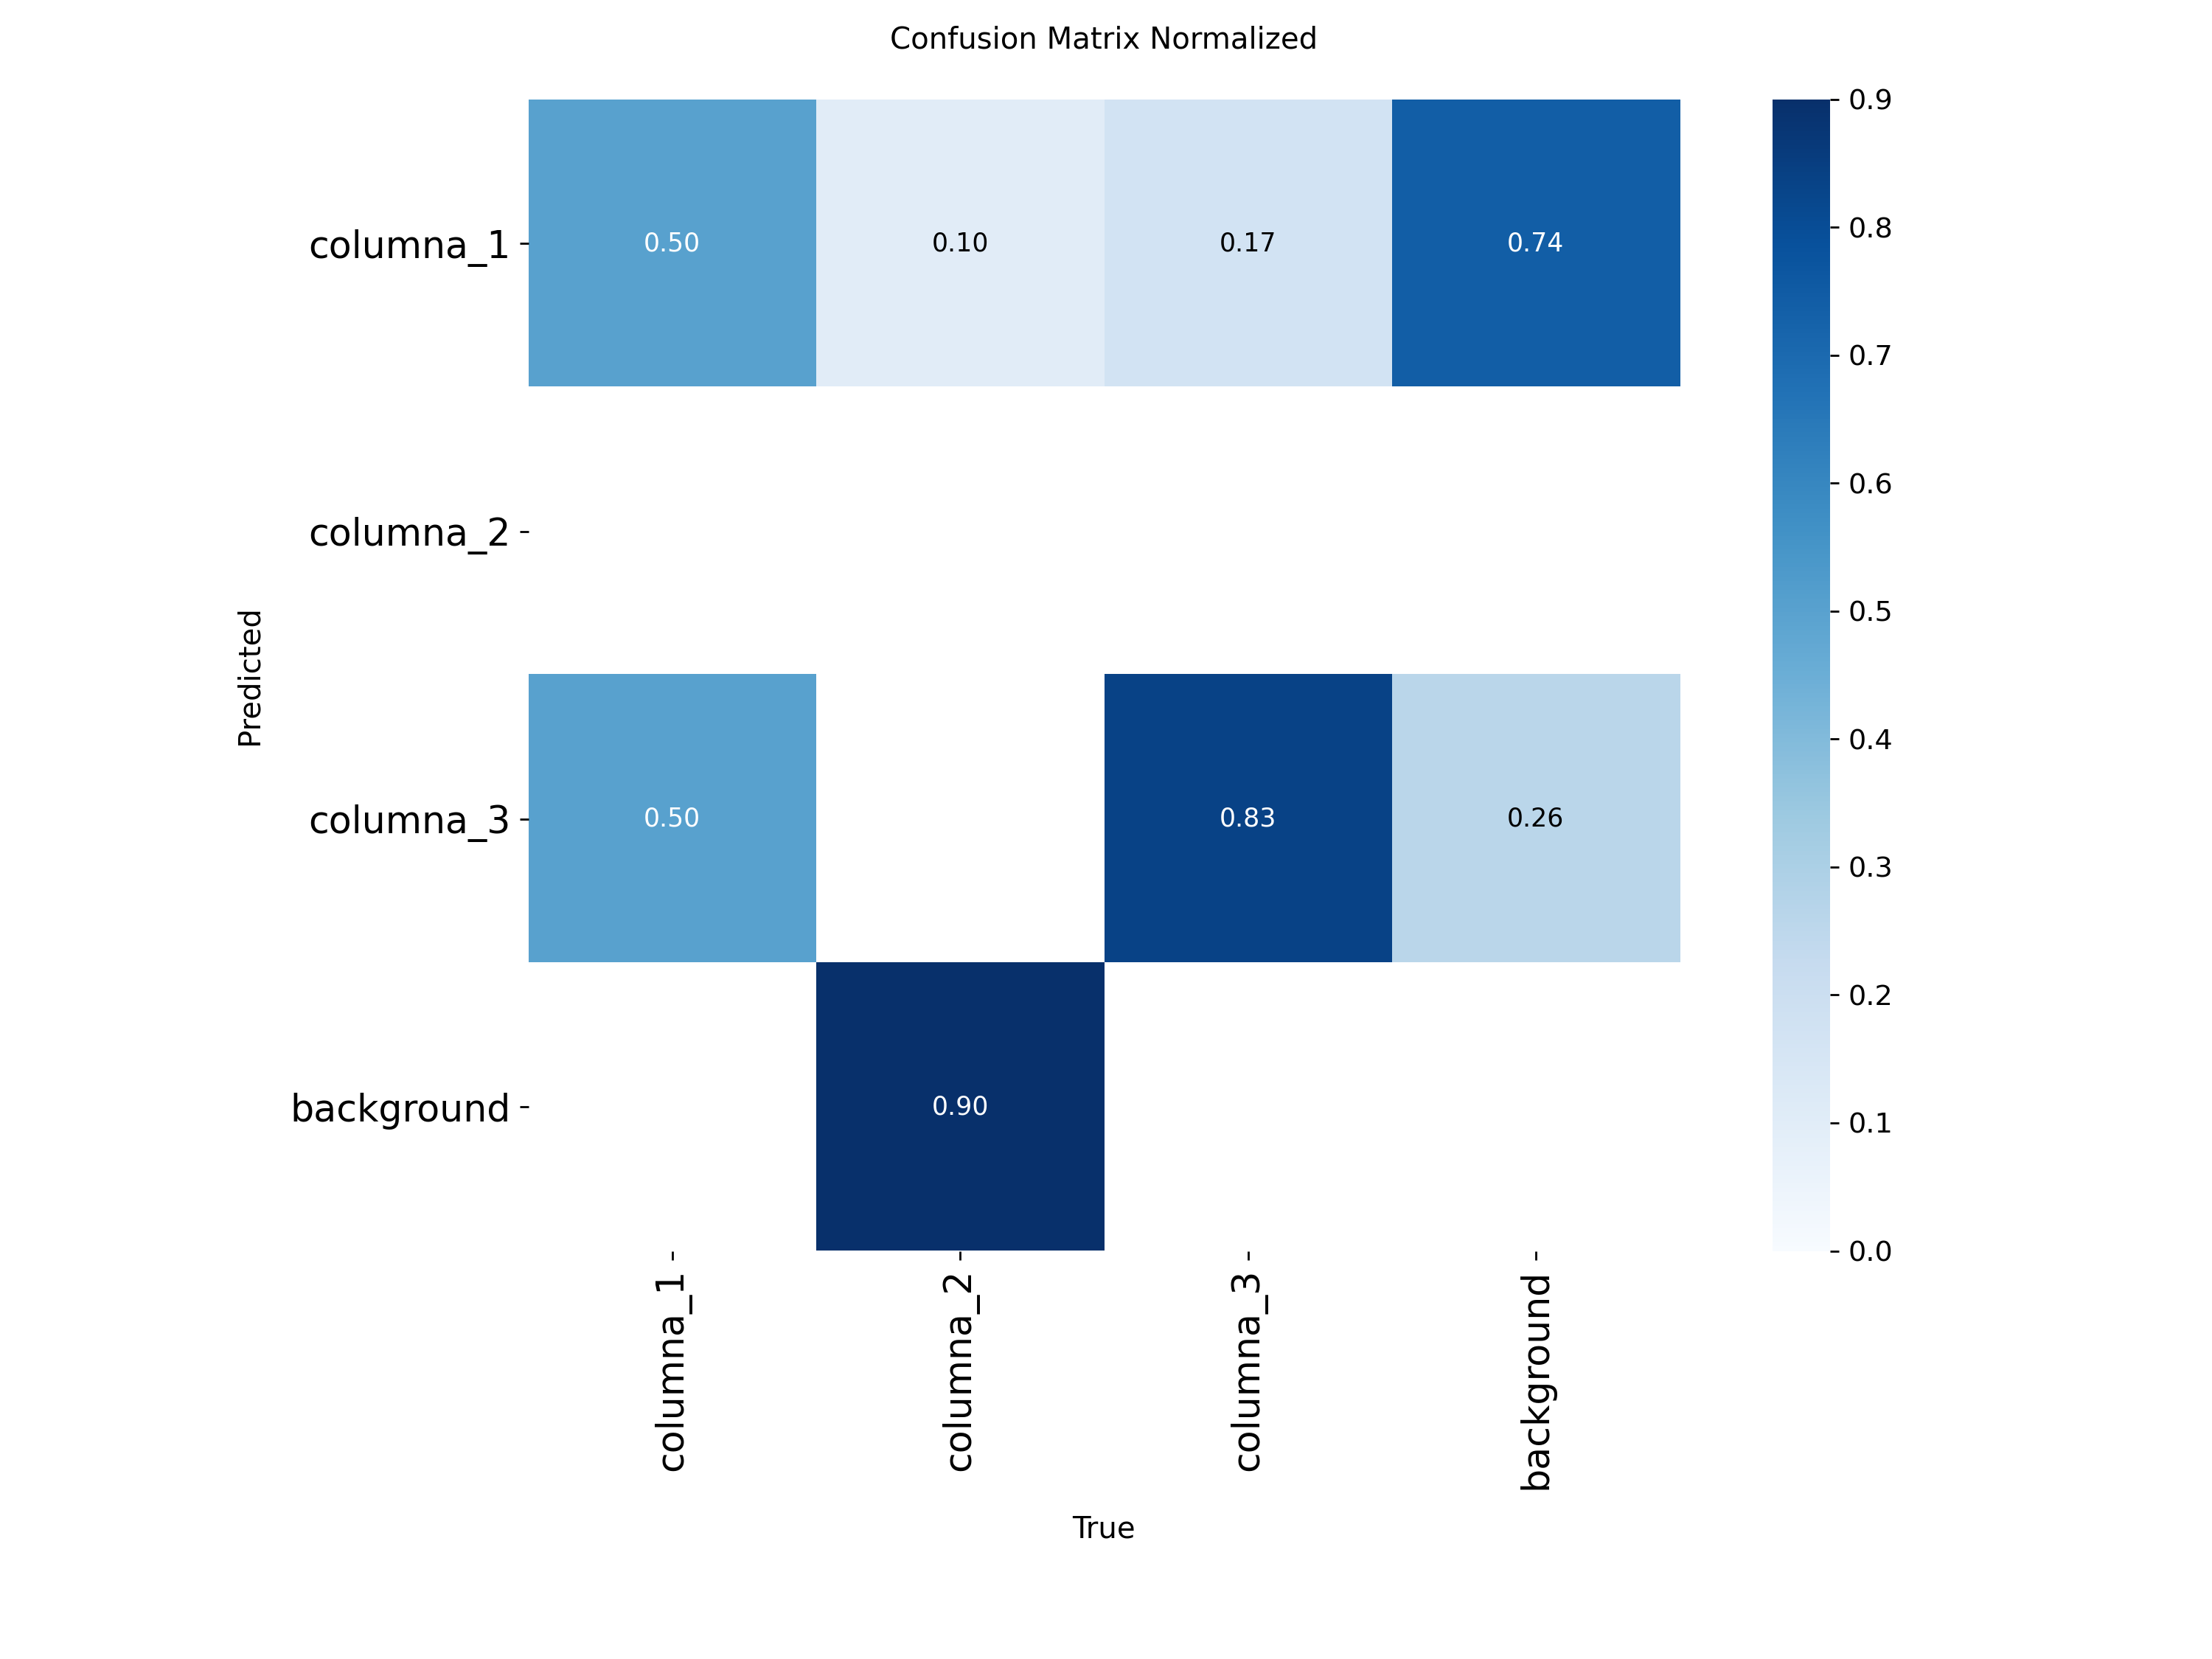 Confusion Matrix Normalized
columna_1
0.50
0.10
0.17
0.74
columna_2
columna_3
0.50
0.83
0.26
background
0.90
Predicted
columna_1
columna_2
columna_3
background
True
0.9
0.8
0.7
0.6
0.5
0.4
0.3
0.2
0.1
0.0